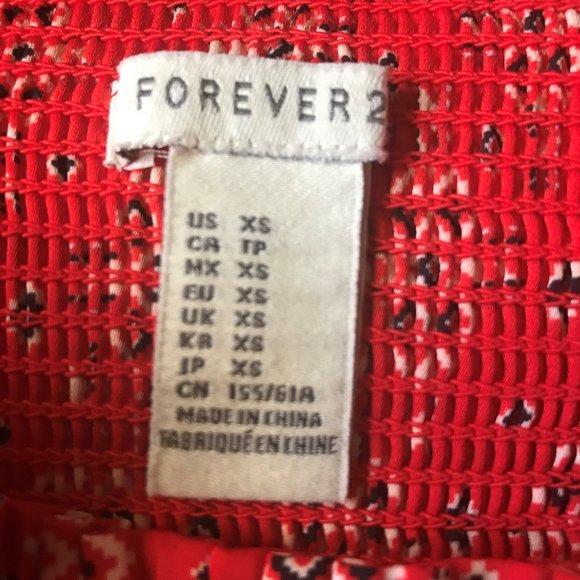 FOREVER 2
US XS
CA TP
MX XS
EU XS
UK XS
KR XS
JP XS
CN 155/61A
MADE IN CHINA
FABRIQUÉ EN CHINE